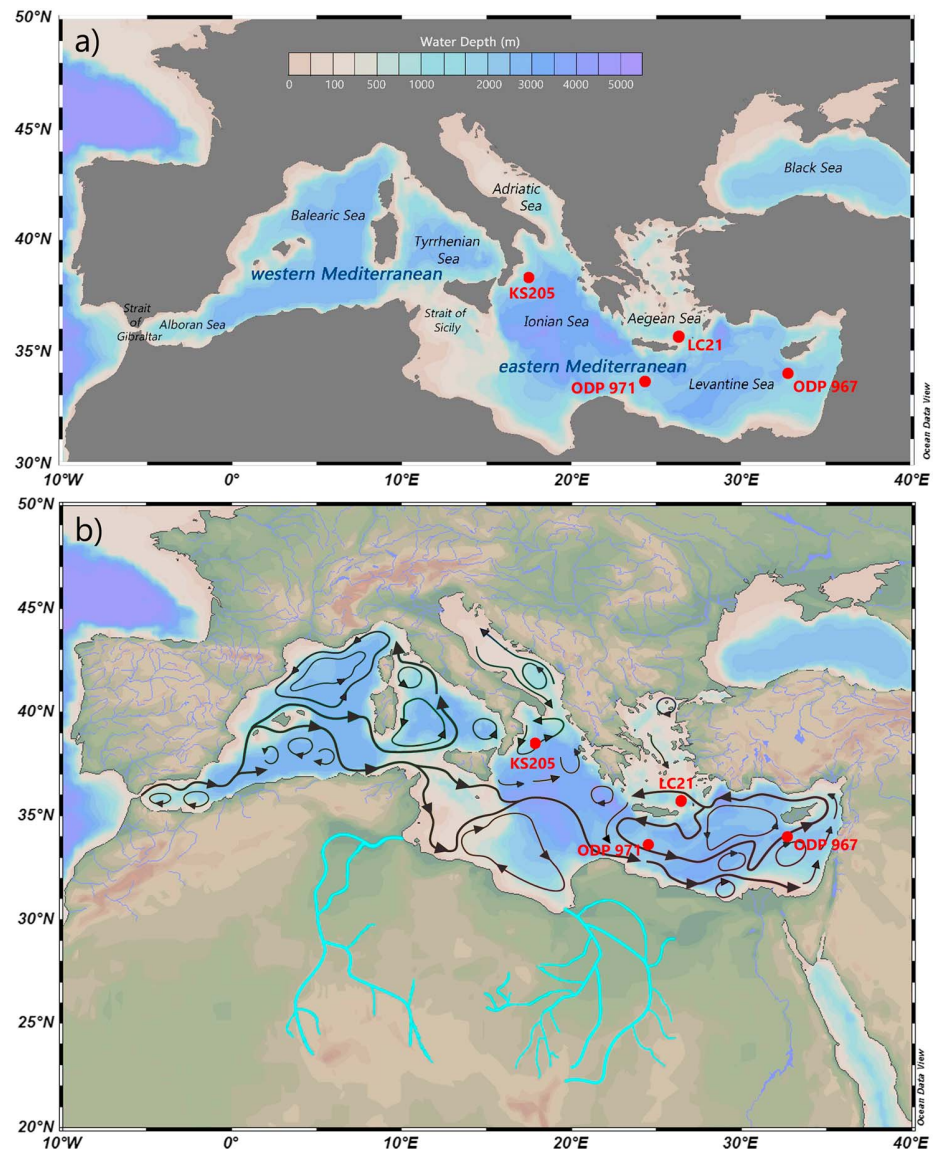 50°N
a)
Water Depth (m)
0 100 500 1000 2000 3000 4000 5000
45°N
Black Sea
Adriatic
Sea
Balearic Sea
40°N
Tyrrhenian
Sea
western Mediterranean
KS205
Strait
of
Gibraltar
Alboran Sea
Strait of
Sicily
Ionian Sea
Aegean Sea
LC21
35°N
eastern Mediterranean
ODP 971
Levantine Sea
ODP 967
30°N
10°W 0° 10°E 20°E 30°E 40°E
Ocean Data View
50°N
b)
45°N
40°N
KS205
LC21
35°N
ODP 971
ODP 967
30°N
25°N
20°N
10°W 0° 10°E 20°E 30°E 40°E
Ocean Data View